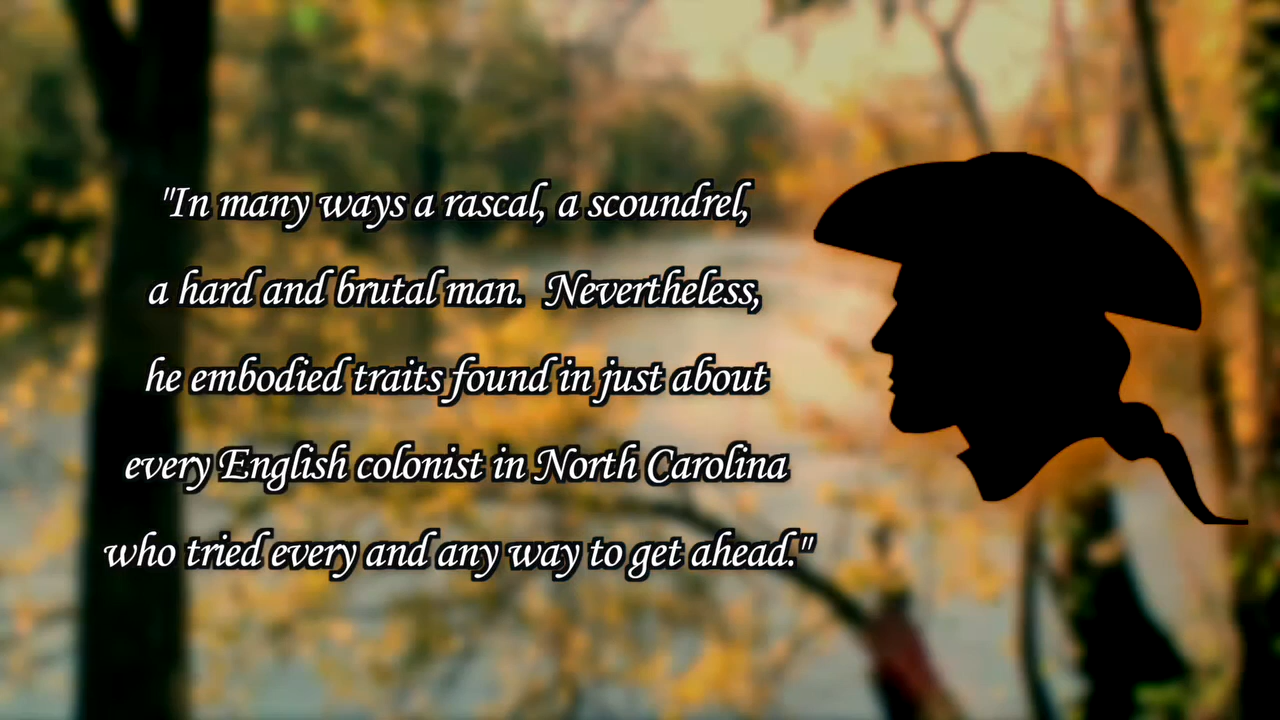 "In many ways a rascal, a scoundrel,
a hard and brutal man.  Nevertheless,
he embodied traits found in just about
every English colonist in North Carolina
who tried every and any way to get ahead."